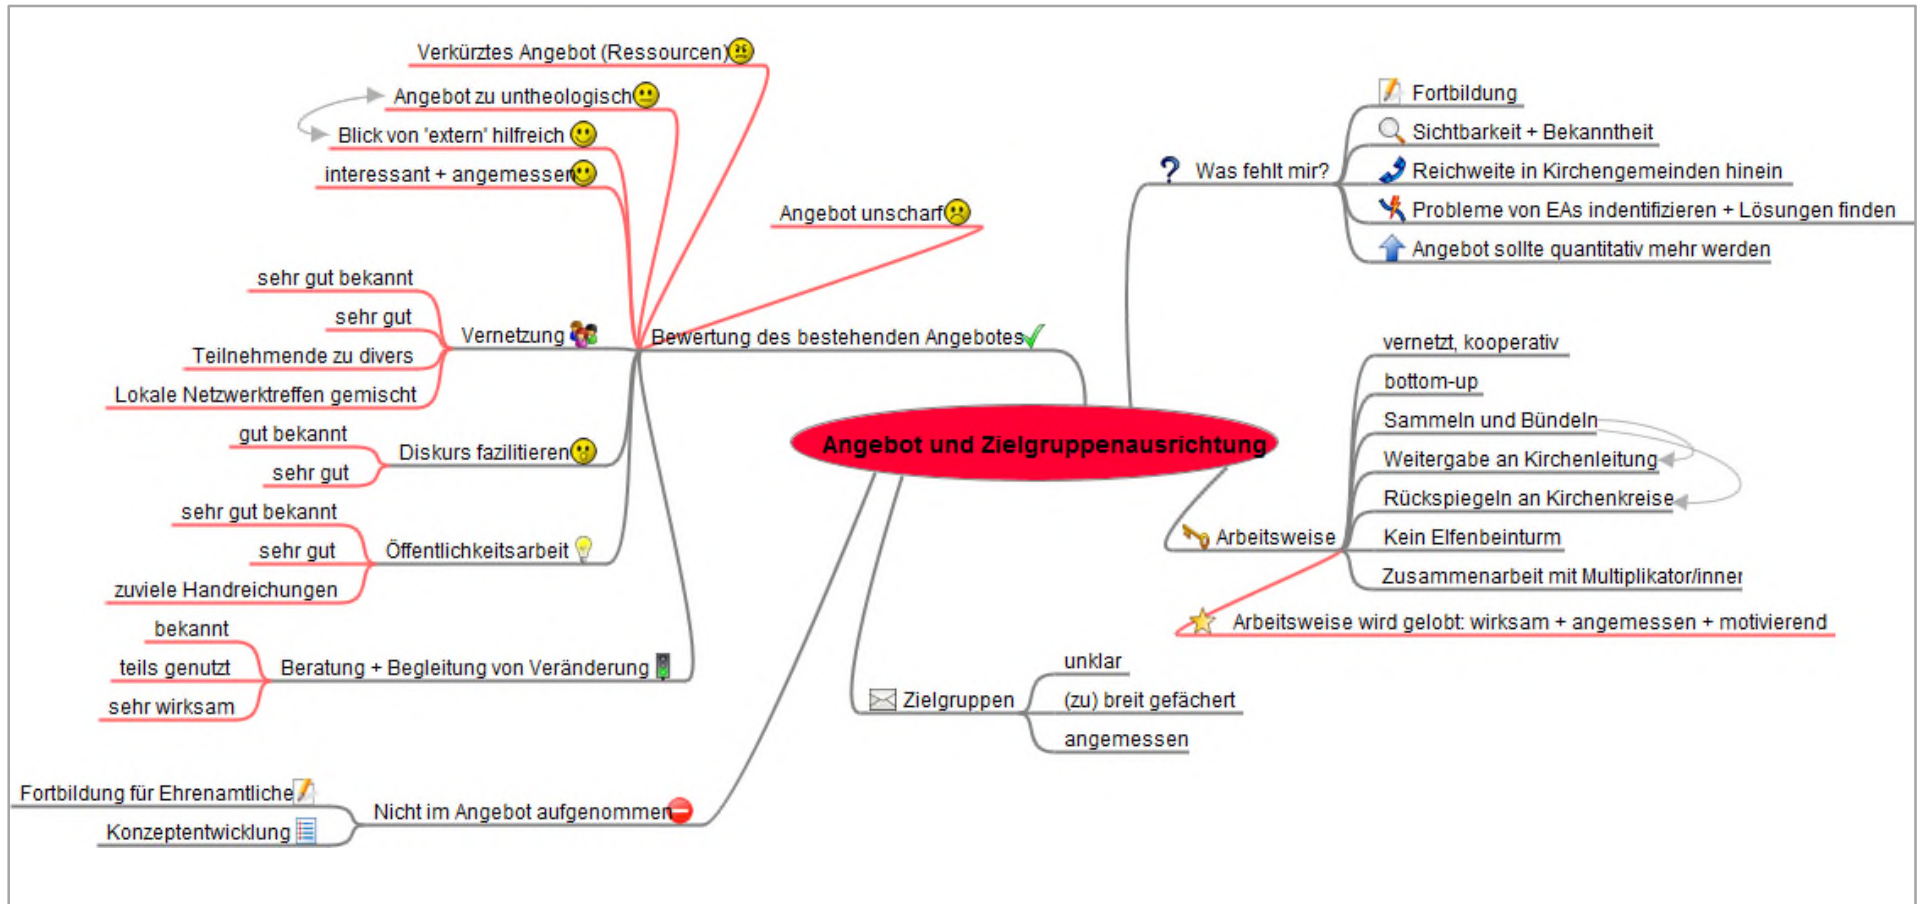 Verkürztes Angebot (Ressourcen)
Angebot zu untheologisch
Blick von 'extern' hilfreich
interessant + angemessen
Angebot unscharf
sehr gut bekannt
sehr gut
Teilnehmende zu divers
Lokale Netzwerktreffen gemischt
Vernetzung
Bewertung des bestehenden Angebotes
gut bekannt
sehr gut
Diskurs fazilitieren
sehr gut bekannt
sehr gut
zuviele Handreichungen
Öffentlichkeitsarbeit
bekannt
teils genutzt
sehr wirksam
Beratung + Begleitung von Veränderung
Fortbildung für Ehrenamtliche
Konzeptentwicklung
Nicht im Angebot aufgenommen
Angebot und Zielgruppenausrichtung
Was fehlt mir?
Fortbildung
Sichtbarkeit + Bekanntheit
Reichweite in Kirchengemeinden hinein
Probleme von EAs indentifizieren + Lösungen finden
Angebot sollte quantitativ mehr werden
Arbeitsweise
vernetzt, kooperativ
bottom-up
Sammeln und Bündeln
Weitergabe an Kirchenleitung
Rückspiegeln an Kirchenkreise
Kein Elfenbeinturm
Zusammenarbeit mit Multiplikator/inner
Arbeitsweise wird gelobt: wirksam + angemessen + motivierend
Zielgruppen
unklar
(zu) breit gefächert
angemessen